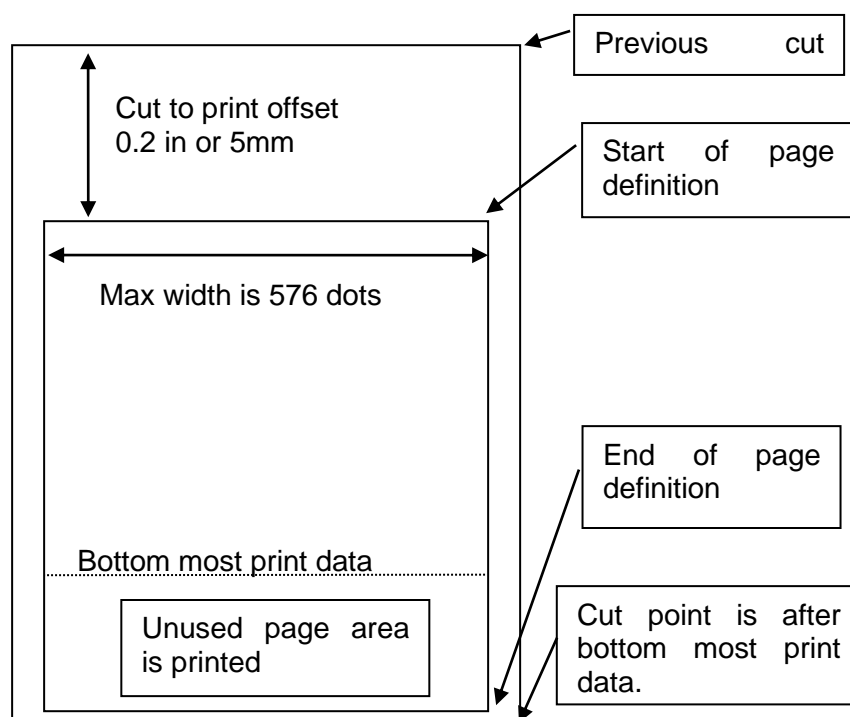 Previous cut
Cut to print offset
0.2 in or 5mm
Start of page
definition
Max width is 576 dots
End of page
definition
Bottom most print data
Unused page area
is printed
Cut point is after
bottom most print
data.